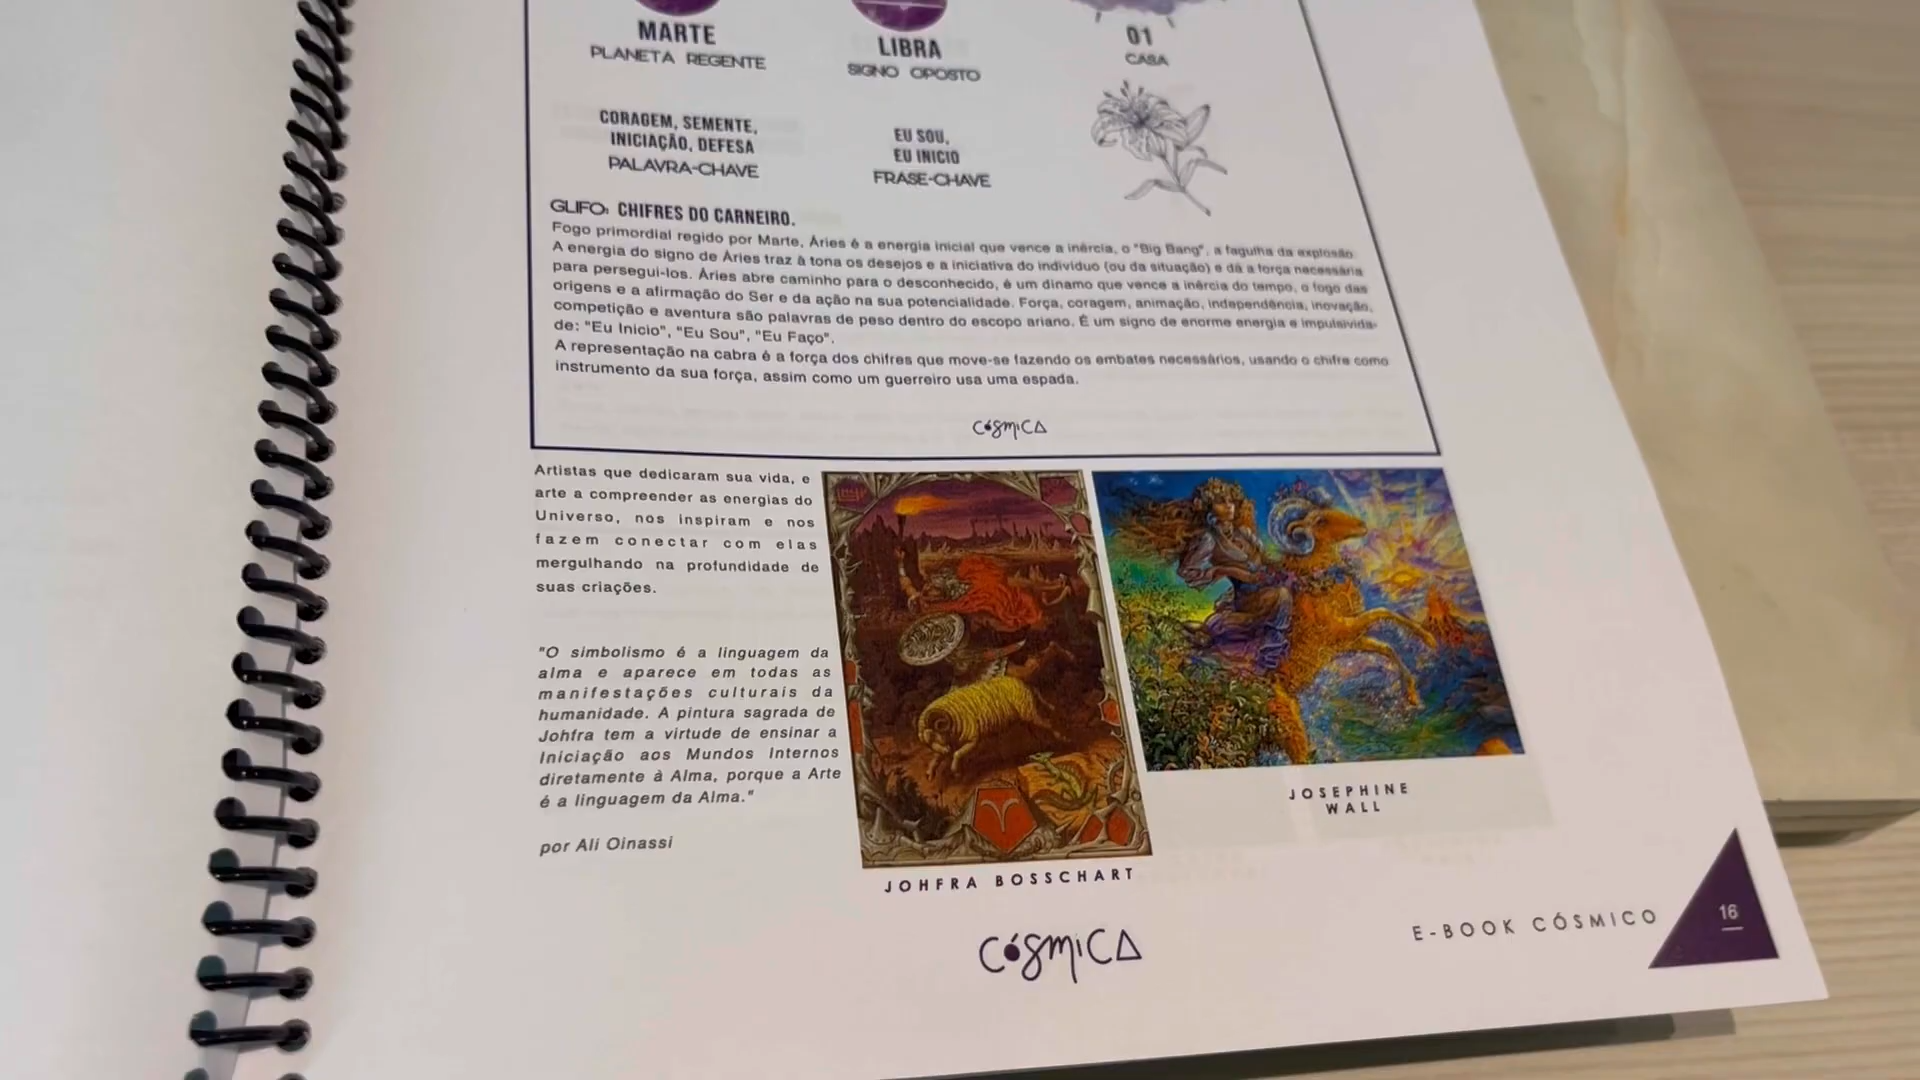 MARTE
PLANETA REGENTE
LIBRA
SIGNO OPOSTO
01
CASA
CORAGEM, SEMENTE,
INICIAÇÃO, DEFESA
PALAVRA-CHAVE
EU SOU,
EU INICIO
FRASE-CHAVE
GLIFO: CHIFRES DO CARNEIRO.
Fogo primordial regido por Marte, Áries é a energia inicial que vence a inércia, o "Big Bang", a fagulha da explosão.
A energia do signo de Áries traz à tona os desejos e a iniciativa do indivíduo (ou da situação) e dá a força necessária
para persegui-los. Áries abre caminho para o desconhecido, é um dínamo que vence a inércia do tempo, o fogo das
origens e a afirmação do Ser e da ação na sua potencialidade. Força, coragem, animação, independência, inovação,
competição e aventura são palavras de peso dentro do escopo ariano. É um signo de enorme energia e impulsivida-
de: "Eu Inicio", "Eu Sou", "Eu Faço".
A representação na cabra é a força dos chifres que move-se fazendo os embates necessários, usando o chifre como
instrumento da sua força, assim como um guerreiro usa uma espada.
CÓSMICA
Artistas que dedicaram sua vida, e
arte a compreender as energias do
Universo, nos inspiram e nos
fazem conectar com elas
mergulhando na profundidade de
suas criações.
"O simbolismo é a linguagem da
alma e aparece em todas as
manifestações culturais da
humanidade. A pintura sagrada de
Johfra tem a virtude de ensinar a
Iniciação aos Mundos Internos
diretamente à Alma, porque a Arte
é a linguagem da Alma."
por Ali Oinassi
JOHFRA BOSSCHART
JOSEPHINE
WALL
CÓSMICA
E-BOOK CÓSMICO
16